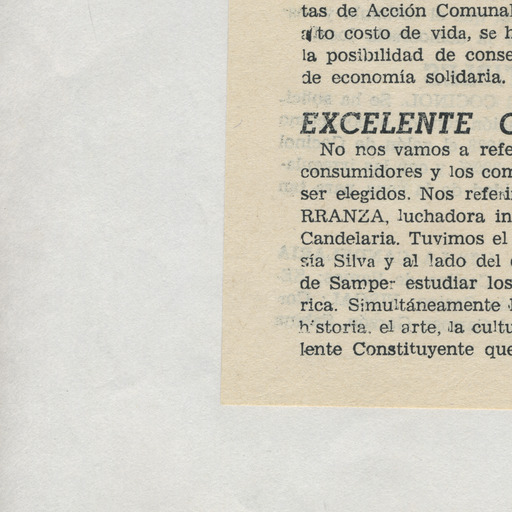 tas de Acción Comunal
alto costo de vida, se h
la posibilidad de conse
de economía solidaria.
EXCELENTE C
No nos vamos a refe
consumidores y los com
ser elegidos. Nos referi
RRANZA, luchadora in
Candelaria. Tuvimos el
sía Silva y al lado del
de Samper estudiar los
rica. Simultáneamente
historia. el arte, la cultu
lente Constituyente que